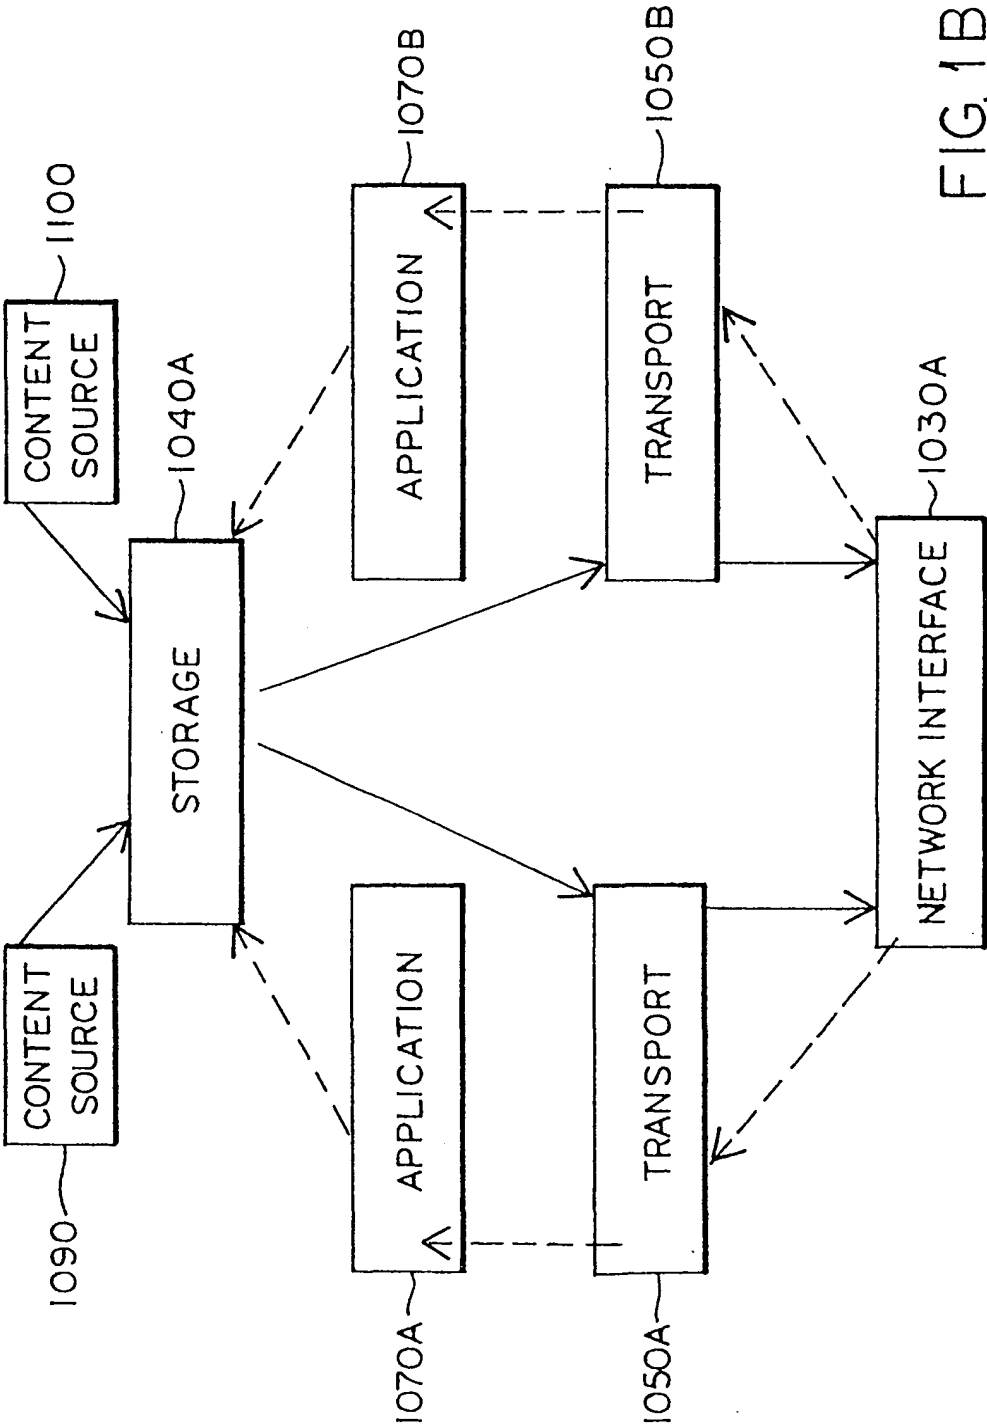 1090
CONTENT
SOURCE
CONTENT
SOURCE
1100
STORAGE
1040A
1070A
APPLICATION
APPLICATION
1070B
1050A
TRANSPORT
TRANSPORT
1050B
NETWORK INTERFACE
1030A
FIG. 1B